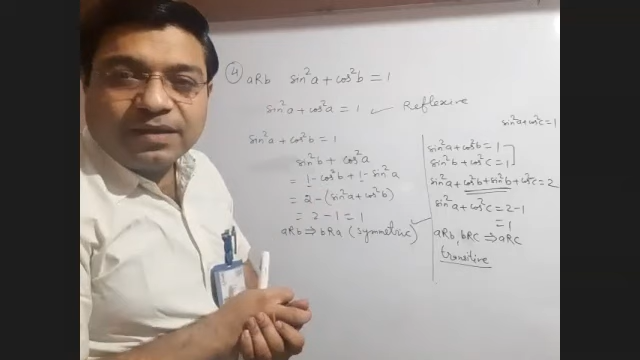 ④ aRb sin²a + cos²b = 1
sin²a + cos²a = 1 ✓ Reflexive
sin²a + cos²b = 1
sin²b + cos²a
= 1 - cos²b + 1 - sin²a
= 2 - (sin²a + cos²b)
= 2 - 1 = 1
aRb ⇒ bRa (symmetric) ✓
sin²a + cos²c = 1
sin²a + cos²b = 1
sin²b + cos²c = 1
sin²a + cos²b + sin²b + cos²c = 2
sin²a + cos²c = 2 - 1
= 1
aRb, bRc ⇒ aRc
transitive